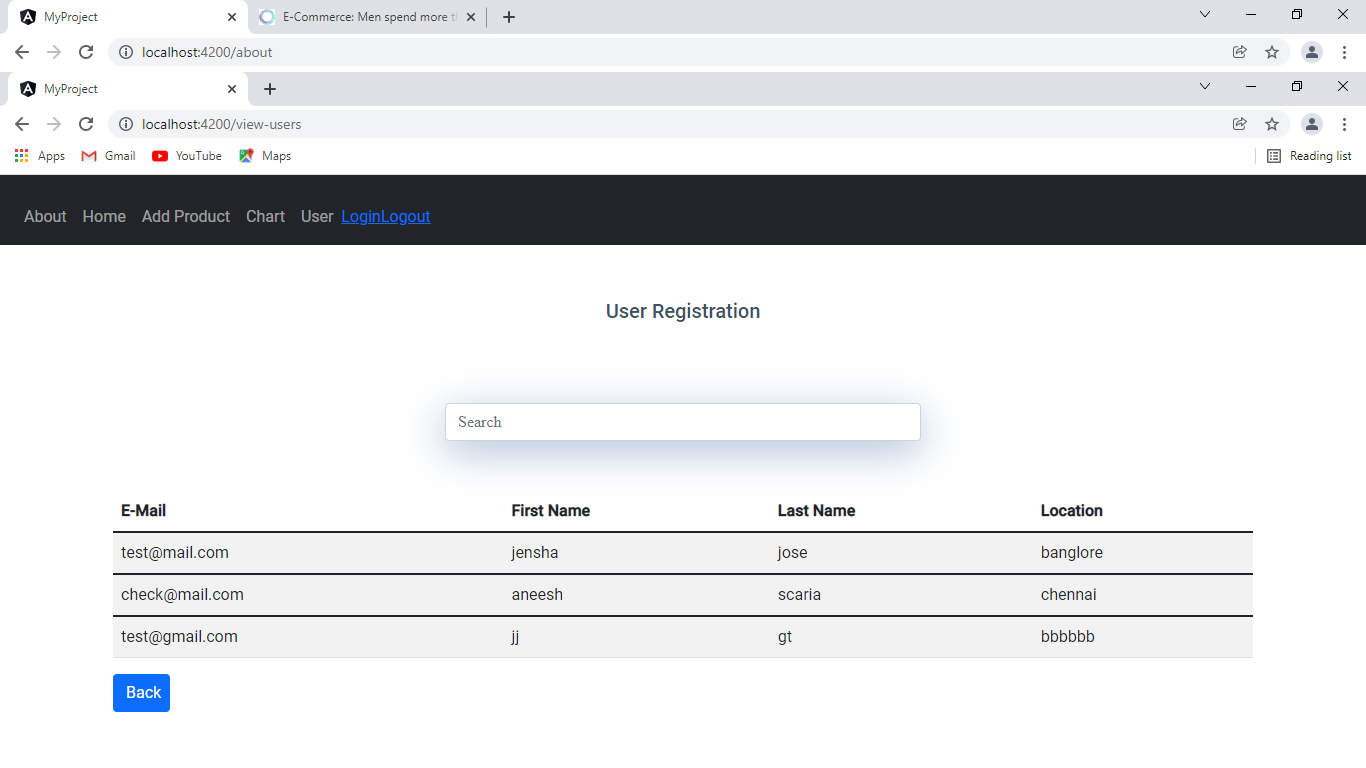 MyProject E-Commerce: Men spend more t
localhost:4200/about
MyProject
localhost:4200/view-users
Apps Gmail YouTube Maps Reading list
About Home Add Product Chart User LoginLogout
User Registration
Search
E-Mail First Name Last Name Location
test@mail.com jensha jose banglore
check@mail.com aneesh scaria chennai
test@gmail.com jj gt bbbbbb
Back